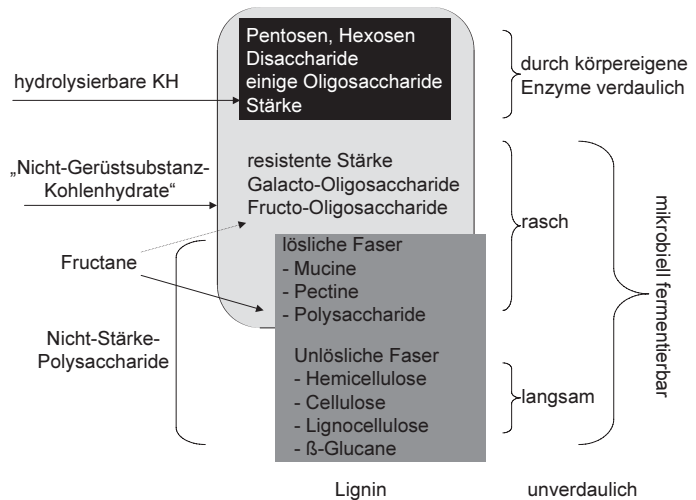 Pentosen, Hexosen
Disaccharide
einige Oligosaccharide
Stärke
hydrolysierbare KH
durch körpereigene
Enzyme verdaulich
„Nicht-Gerüstsubstanz-
Kohlenhydrate“
resistente Stärke
Galacto-Oligosaccharide
Fructo-Oligosaccharide
rasch
mikrobiell fermentierbar
Fructane
lösliche Faser
- Mucine
- Pectine
- Polysaccharide
Nicht-Stärke-
Polysaccharide
Unlösliche Faser
- Hemicellulose
- Cellulose
- Lignocellulose
- ß-Glucane
langsam
Lignin
unverdaulich